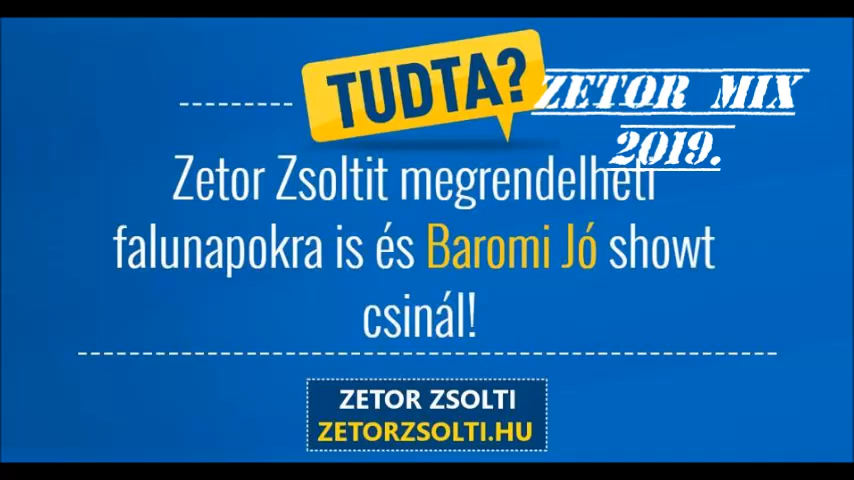 TUDTA?
ZETOR MIX
2019.
Zetor Zsoltit megrendelheti
falunapokra is és Baromi Jó showt
csinál!
ZETOR ZSOLTI
ZETORZSOLTI.HU